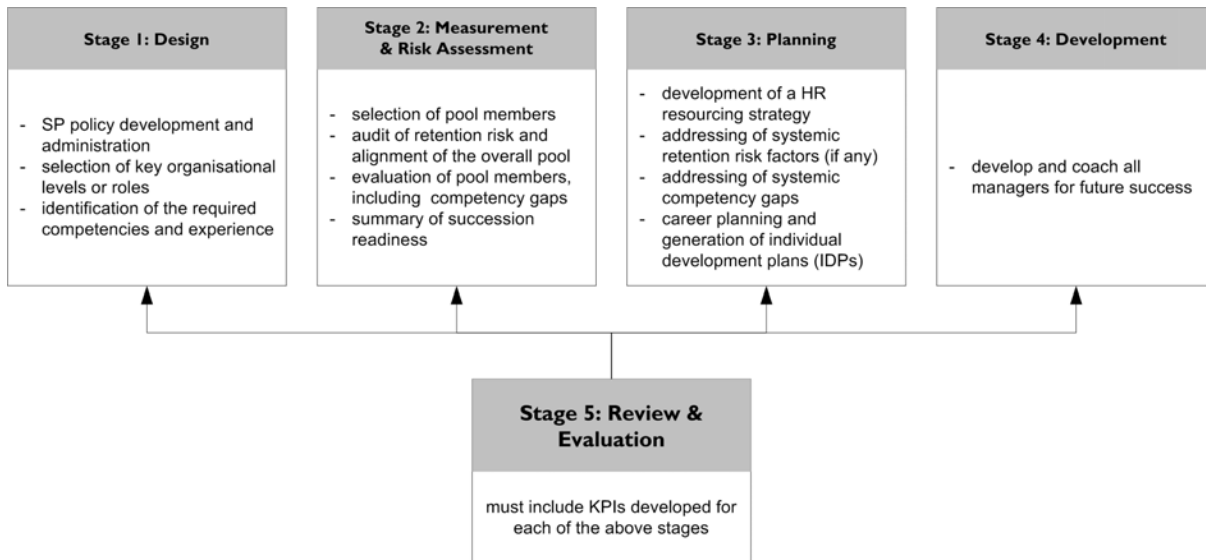 Stage 1: Design
- SP policy development and
administration
- selection of key organisational
levels or roles
- identification of the required
competencies and experience
Stage 2: Measurement
& Risk Assessment
- selection of pool members
- audit of retention risk and
alignment of the overall pool
- evaluation of pool members,
including competency gaps
- summary of succession
readiness
Stage 3: Planning
- development of a HR
resourcing strategy
- addressing of systemic
retention risk factors (if any)
- addressing of systemic
competency gaps
- career planning and
generation of individual
development plans (IDPs)
Stage 4: Development
- develop and coach all
managers for future success
Stage 5: Review &
Evaluation
must include KPIs developed for
each of the above stages